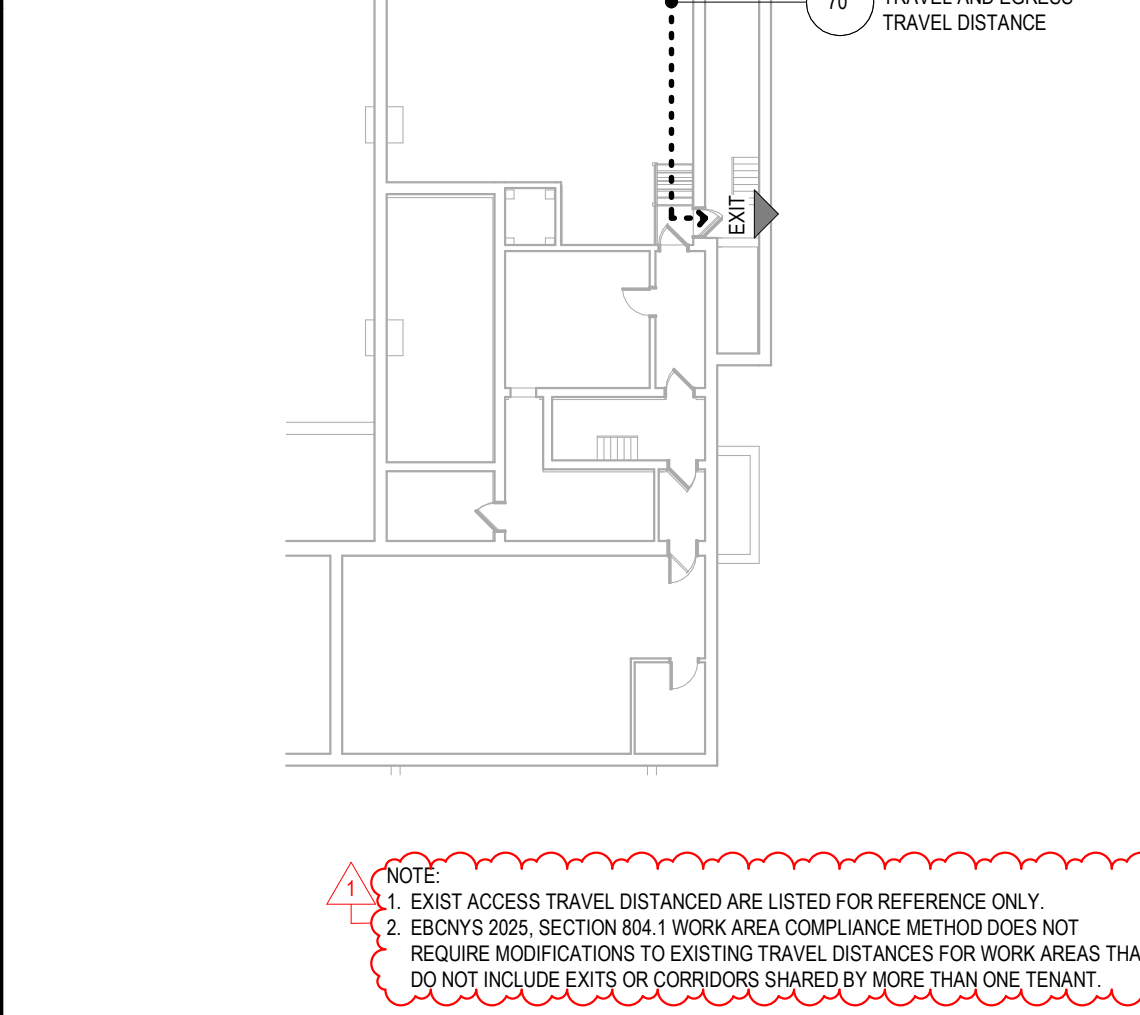 70
TRAVEL AND EGRESS
TRAVEL DISTANCE
EXIT
1
NOTE:
1. EXIST ACCESS TRAVEL DISTANCED ARE LISTED FOR REFERENCE ONLY.
2. EBCNYS 2025, SECTION 804.1 WORK AREA COMPLIANCE METHOD DOES NOT
REQUIRE MODIFICATIONS TO EXISTING TRAVEL DISTANCES FOR WORK AREAS THA
DO NOT INCLUDE EXITS OR CORRIDORS SHARED BY MORE THAN ONE TENANT.